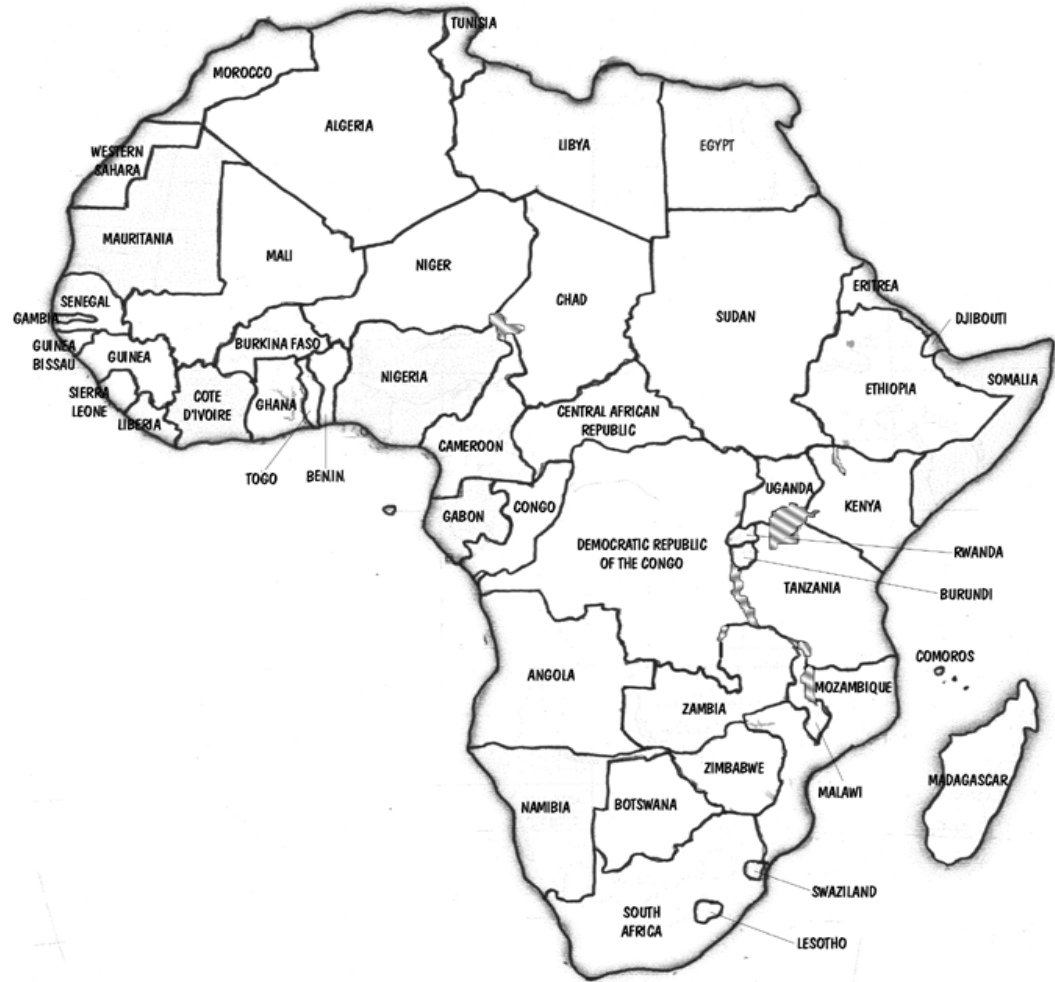 TUNISIA
MOROCCO
ALGERIA
LIBYA
EGYPT
WESTERN
SAHARA
MAURITANIA
MALI
NIGER
CHAD
SUDAN
ERITREA
SENEGAL
GAMBIA
DJIBOUTI
GUINEA
BISSAU
GUINEA
BURKINA FASO
NIGERIA
ETHIOPIA
SOMALIA
SIERRA
LEONE
LIBERIA
COTE
D'IVOIRE
GHANA
CENTRAL AFRICAN
REPUBLIC
CAMEROON
TOGO
BENIN
UGANDA
KENYA
GABON
CONGO
DEMOCRATIC REPUBLIC
OF THE CONGO
RWANDA
TANZANIA
BURUNDI
COMOROS
ANGOLA
MOZAMBIQUE
ZAMBIA
ZIMBABWE
MALAWI
MADAGASCAR
NAMIBIA
BOTSWANA
SWAZILAND
SOUTH
AFRICA
LESOTHO